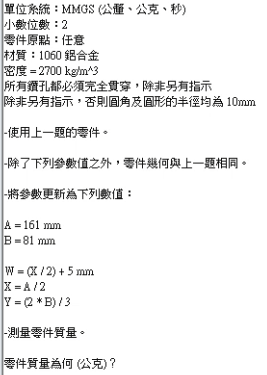 單位系統：MMGS (公釐、公克、秒)
小數位數：2
零件原點：任意
材質：1060 鋁合金
密度 = 2700 kg/m^3
所有鑽孔都必須完全貫穿，除非另有指示
除非另有指示，否則圓角及圓形的半徑均為 10mm
-使用上一題的零件。
-除了下列參數值之外，零件幾何與上一題相同。
-將參數更新為下列數值：
A = 161 mm
B = 81 mm
W = (X / 2) + 5 mm
X = A / 2
Y = (2 * B) / 3
-測量零件質量。
零件質量為何 (公克)？